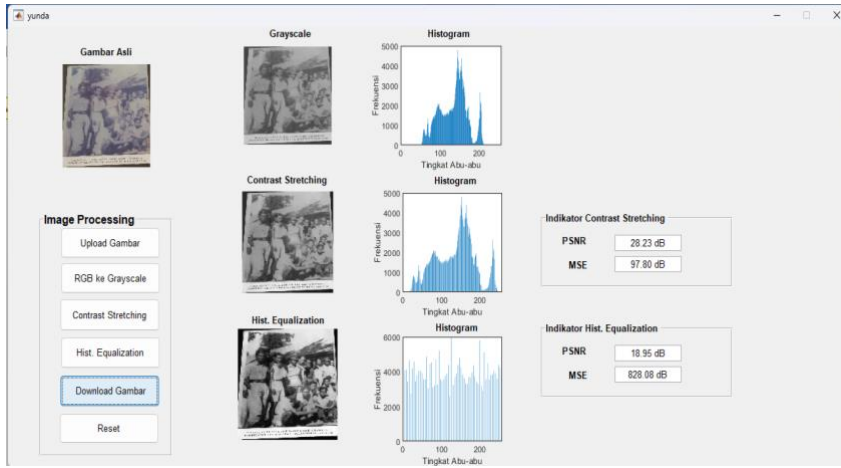 yunda
Gambar Asli
Grayscale
Histogram
5000
4000
3000
2000
1000
0
Frekuensi
0 100 200
Tingkat Abu-abu
Contrast Stretching
Histogram
5000
4000
3000
2000
1000
0
Frekuensi
0 100 200
Tingkat Abu-abu
Hist. Equalization
Histogram
6000
4000
2000
0
Frekuensi
0 100 200
Tingkat Abu-abu
Image Processing
Upload Gambar
RGB ke Grayscale
Contrast Stretching
Hist. Equalization
Download Gambar
Reset
Indikator Contrast Stretching
PSNR 28.23 dB
MSE 97.80 dB
Indikator Hist. Equalization
PSNR 18.95 dB
MSE 828.08 dB